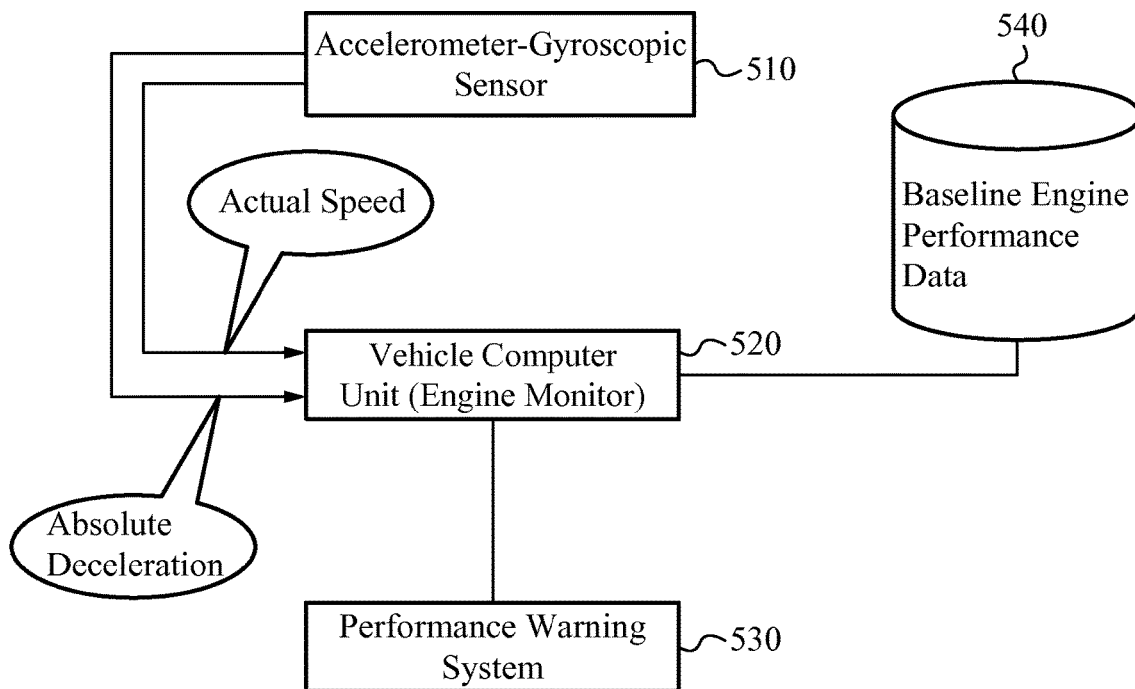 Accelerometer-Gyroscopic
Sensor
510
540
Actual Speed
Baseline Engine
Performance
Data
Vehicle Computer
Unit (Engine Monitor)
520
Absolute
Deceleration
Performance Warning
System
530